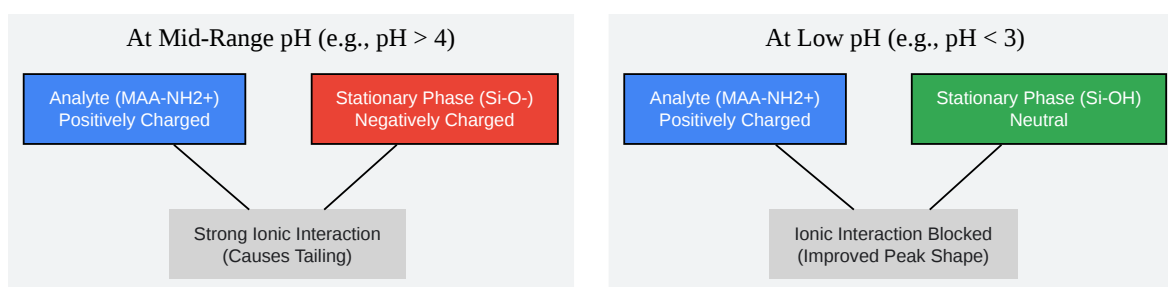 At Mid-Range pH (e.g., pH > 4)
Analyte (MAA-NH2+)
Positively Charged
Stationary Phase (Si-O-)
Negatively Charged
Strong Ionic Interaction
(Causes Tailing)
At Low pH (e.g., pH < 3)
Analyte (MAA-NH2+)
Positively Charged
Stationary Phase (Si-OH)
Neutral
Ionic Interaction Blocked
(Improved Peak Shape)